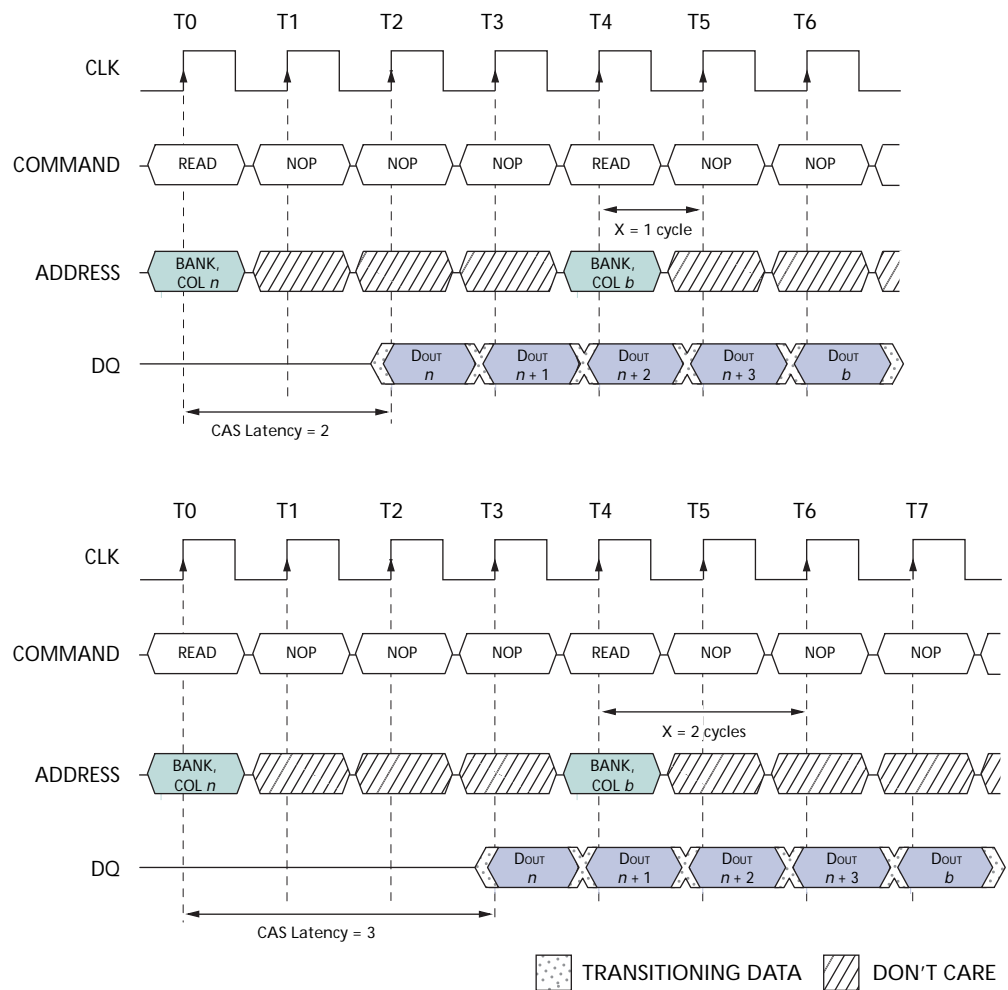 T0 T1 T2 T3 T4 T5 T6
CLK
COMMAND READ NOP NOP NOP READ NOP NOP
X = 1 cycle
ADDRESS BANK, COL n BANK, COL b
DQ DOUT n DOUT n + 1 DOUT n + 2 DOUT n + 3 DOUT b
CAS Latency = 2
T0 T1 T2 T3 T4 T5 T6 T7
CLK
COMMAND READ NOP NOP NOP READ NOP NOP NOP
X = 2 cycles
ADDRESS BANK, COL n BANK, COL b
DQ DOUT n DOUT n + 1 DOUT n + 2 DOUT n + 3 DOUT b
CAS Latency = 3
TRANSITIONING DATA DON'T CARE